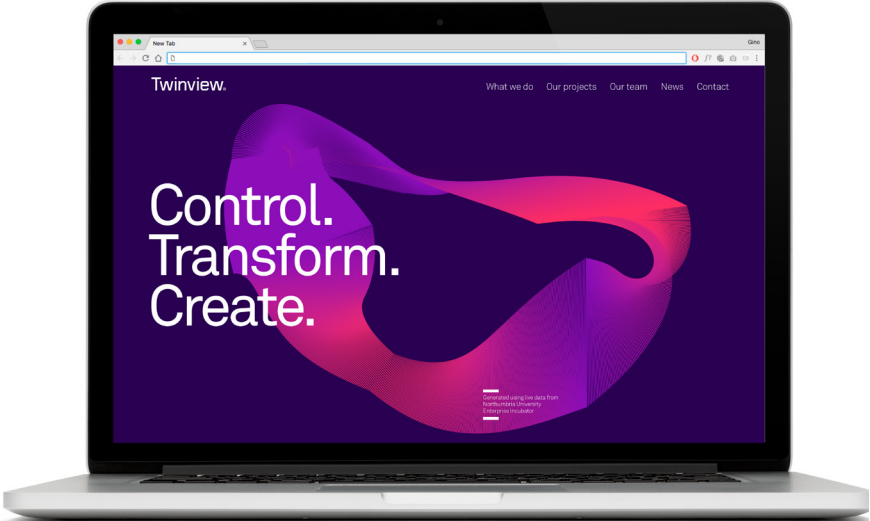 New Tab
Gino
Twinview.
What we do Our projects Our team News Contact
Control.
Transform.
Create.
Generated using live data from
Northumbria University
Enterprise Incubator